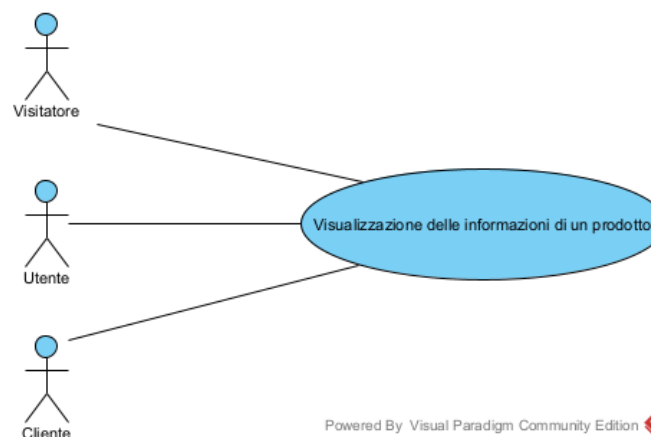 Visitatore
Visualizzazione delle informazioni di un prodotto
Utente
Cliente
Powered By Visual Paradigm Community Edition